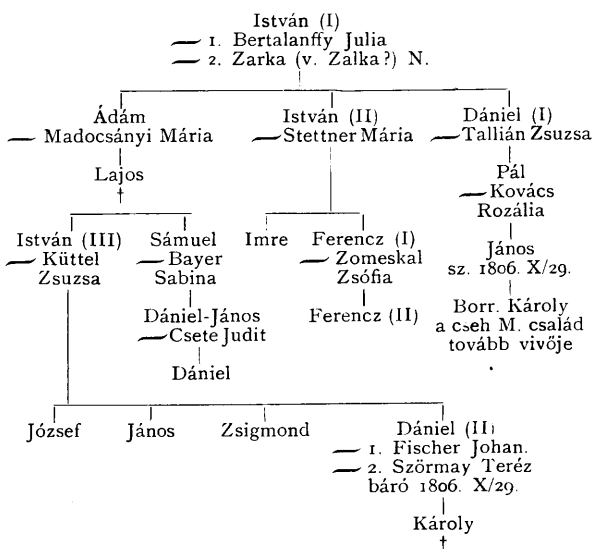 István (I)
1. Bertalanffy Julia
2. Zarka (v. Zalka?) N.
Ádám
Madocsányi Mária
István (II)
Stettner Mária
Dániel (I)
Tallián Zsuzsa
Lajos
†
Pál
Kovács
Rozália
István (III)
Küttel
Zsuzsa
Sámuel
Bayer
Sabina
Imre
Ferencz (I)
Zomeskal
Zsófia
János
sz. 1806. X/29.
Dániel-János
Csete Judit
Ferencz (II)
Borr. Károly
a cseh M. család
tovább vivője
Dániel
József
János
Zsigmond
Dániel (II)
1. Fischer Johan.
2. Szörmay Teréz
báró 1806. X/29.
Károly
†